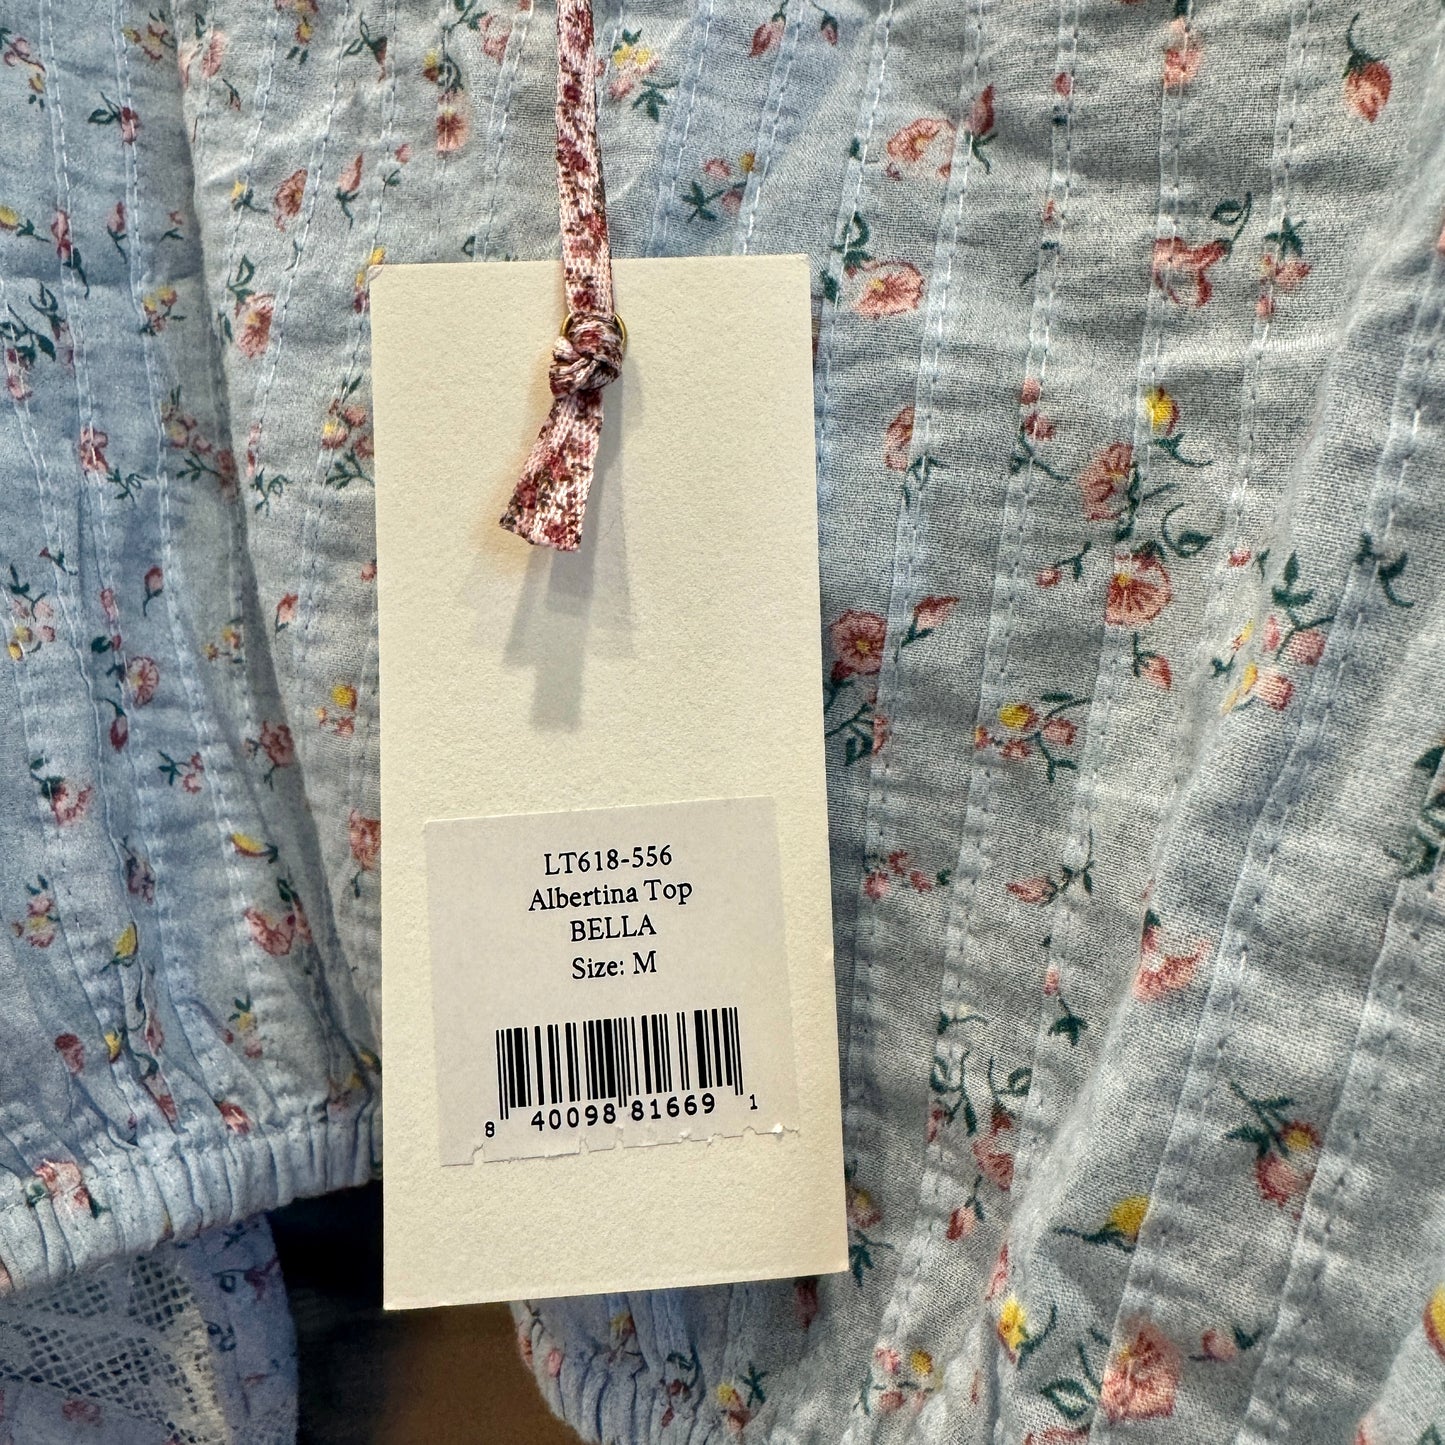 LT618-556
Albertina Top
BELLA
Size: M
8 40098 81669 1